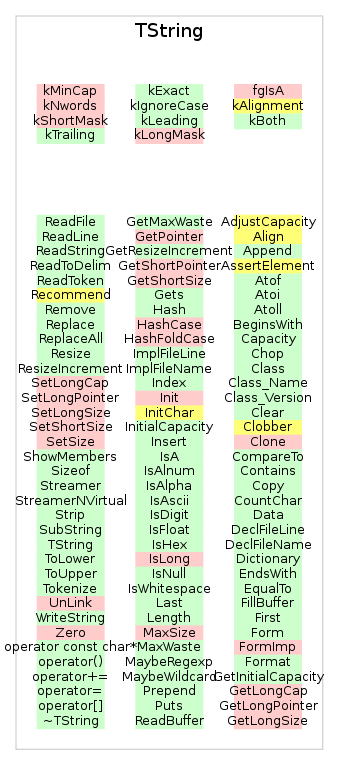 TString
kMinCap kExact fgIsA
kNwords kIgnoreCase kAlignment
kShortMask kLeading kBoth
kTrailing kLongMask
ReadFile GetMaxWaste AdjustCapacity
ReadLine GetPointer Align
ReadString GetResizeIncrement Append
ReadToDelim GetShortPointer AssertElement
ReadToken GetShortSize Atof
Recommend Gets Atoi
Remove Hash Atoll
Replace HashCase BeginsWith
ReplaceAll HashFoldCase Capacity
Resize ImplFileLine Chop
ResizeIncrement ImplFileName Class
SetLongCap Index Class_Name
SetLongPointer Init Class_Version
SetLongSize InitChar Clear
SetShortSize InitialCapacity Clobber
SetSize Insert Clone
ShowMembers IsA CompareTo
Sizeof IsAlnum Contains
Streamer IsAlpha Copy
StreamerNVirtual IsAscii CountChar
Strip IsDigit Data
SubString IsFloat DeclFileLine
TString IsHex DeclFileName
ToLower IsLong Dictionary
ToUpper IsNull EndsWith
Tokenize IsWhitespace EqualTo
UnLink Last FillBuffer
WriteString Length First
Zero MaxSize Form
operator const char* MaxWaste FormImp
operator() MaybeRegexp Format
operator+= MaybeWildcard GetInitialCapacity
operator= Prepend GetLongCap
operator[] Puts GetLongPointer
~TString ReadBuffer GetLongSize